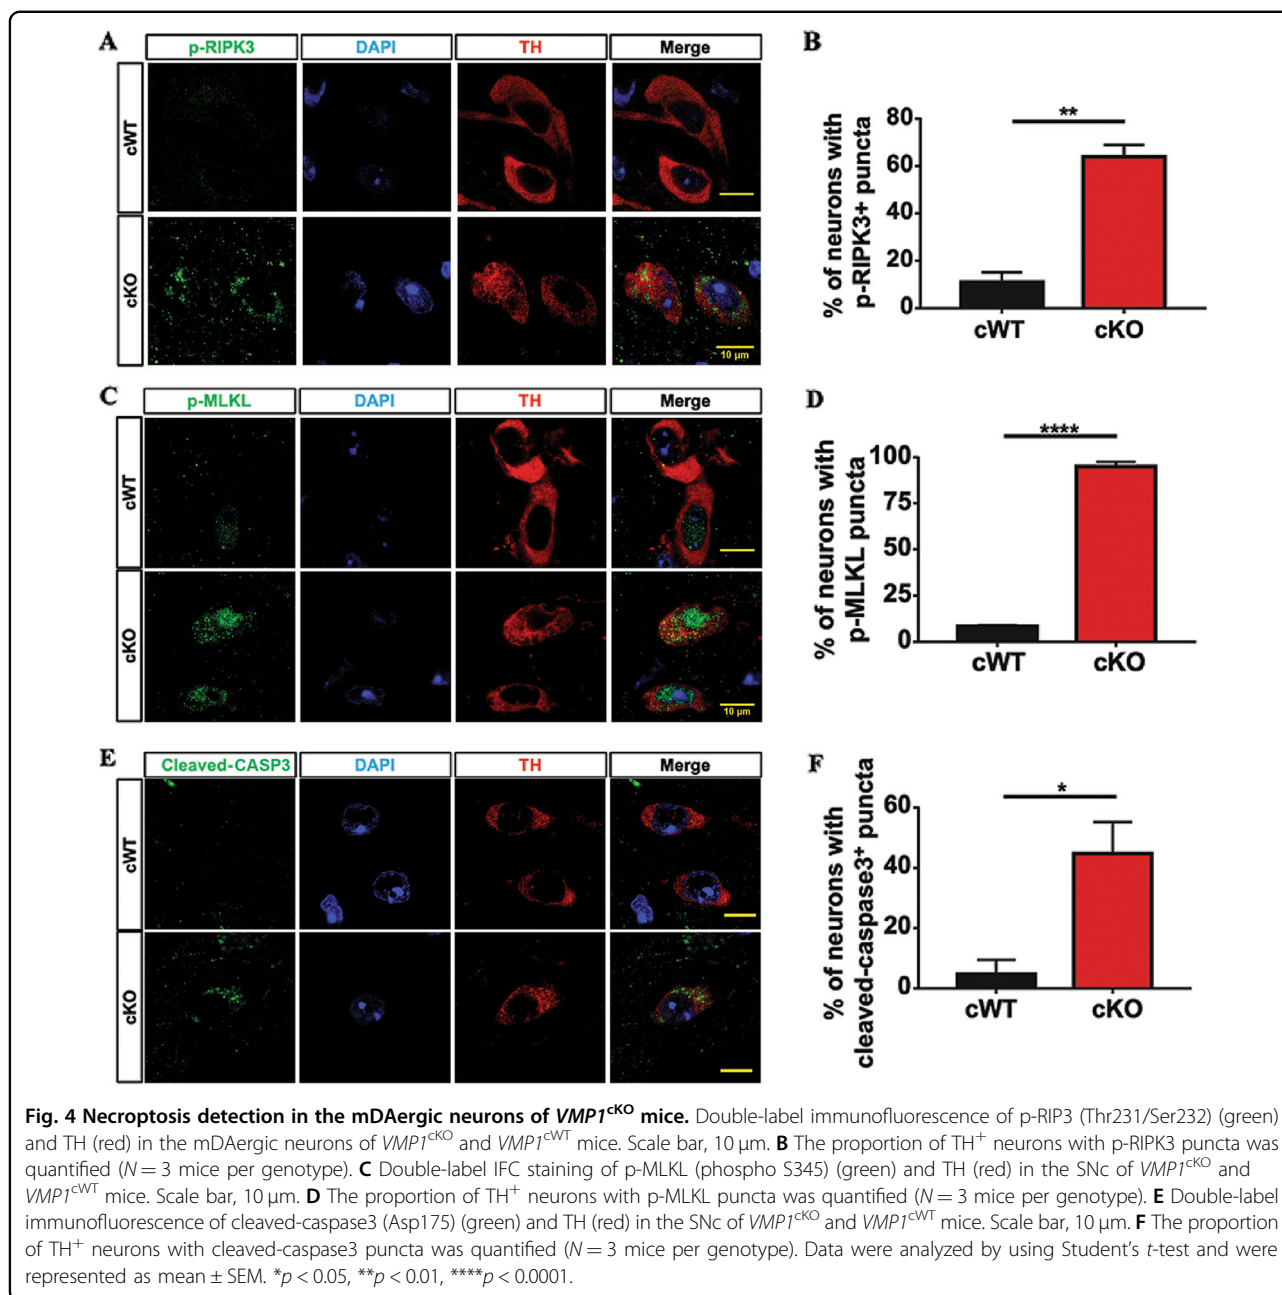 A
p-RIPK3 DAPI TH Merge
cWT
cKO
10 µm
B
% of neurons with
p-RIPK3+ puncta
80
60
40
20
0
**
cWT cKO
C
p-MLKL DAPI TH Merge
cWT
cKO
10 µm
D
% of neurons with
p-MLKL puncta
100
75
50
25
0
****
cWT cKO
E
Cleaved-CASP3 DAPI TH Merge
cWT
cKO
F
% of neurons with
cleaved-caspase3⁺ puncta
60
40
20
0
*
cWT cKO
Fig. 4 Necroptosis detection in the mDAergic neurons of VMP1ᶜᴷᴼ mice. Double-label immunofluorescence of p-RIP3 (Thr231/Ser232) (green)
and TH (red) in the mDAergic neurons of VMP1ᶜᴷᴼ and VMP1ᶜᵂᵀ mice. Scale bar, 10 µm. B The proportion of TH⁺ neurons with p-RIPK3 puncta was
quantified (N = 3 mice per genotype). C Double-label IFC staining of p-MLKL (phospho S345) (green) and TH (red) in the SNc of VMP1ᶜᴷᴼ and
VMP1ᶜᵂᵀ mice. Scale bar, 10 µm. D The proportion of TH⁺ neurons with p-MLKL puncta was quantified (N = 3 mice per genotype). E Double-label
immunofluorescence of cleaved-caspase3 (Asp175) (green) and TH (red) in the SNc of VMP1ᶜᴷᴼ and VMP1ᶜᵂᵀ mice. Scale bar, 10 µm. F The proportion
of TH⁺ neurons with cleaved-caspase3 puncta was quantified (N = 3 mice per genotype). Data were analyzed by using Student's t-test and were
represented as mean ± SEM. *p < 0.05, **p < 0.01, ****p < 0.0001.